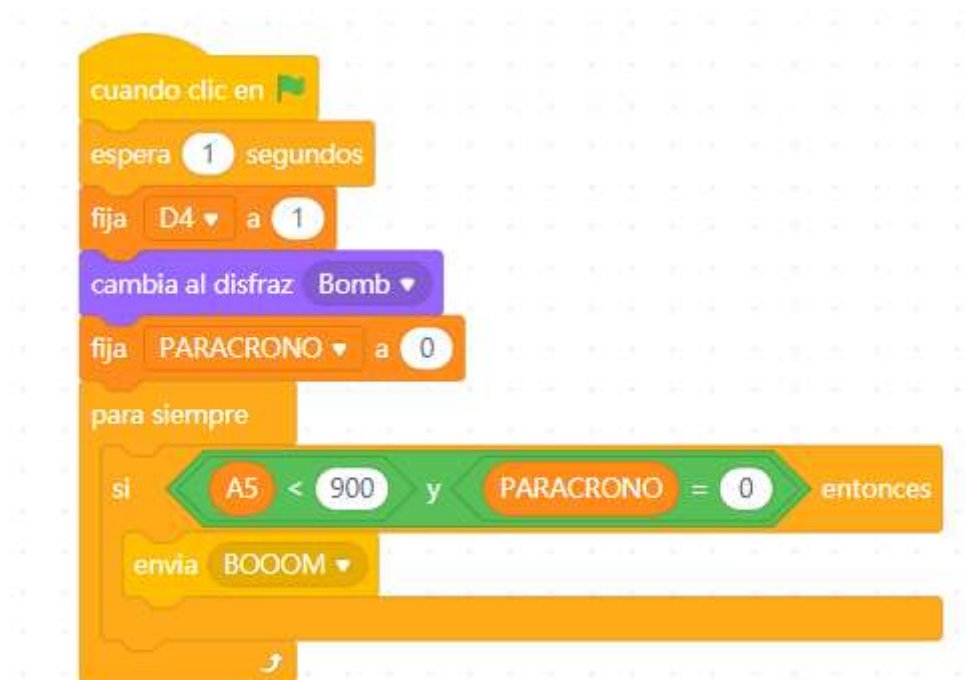 cuando clic en
espera 1 segundos
fija D4 a 1
cambia al disfraz Bomb
fija PARACRONO a 0
para siempre
si A5 < 900 y PARACRONO = 0 entonces
envia BOOOM